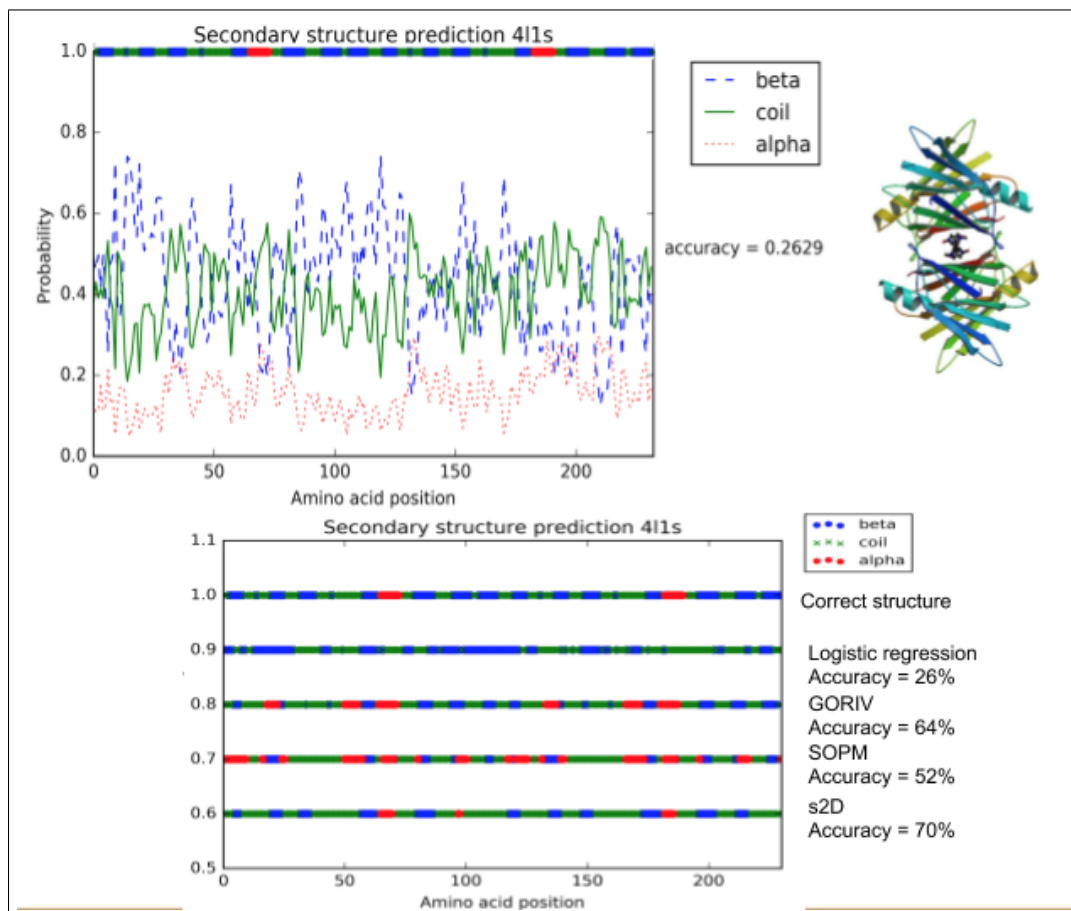 Secondary structure prediction 4l1s
1.0
0.8
0.6
0.4
0.2
0.0
Probability
0
50
100
150
200
Amino acid position
beta
coil
alpha
accuracy = 0.2629
Secondary structure prediction 4l1s
1.1
1.0
0.9
0.8
0.7
0.6
0.5
0
50
100
150
200
Amino acid position
beta
coil
alpha
Correct structure
Logistic regression
Accuracy = 26%
GORIV
Accuracy = 64%
SOPM
Accuracy = 52%
s2D
Accuracy = 70%